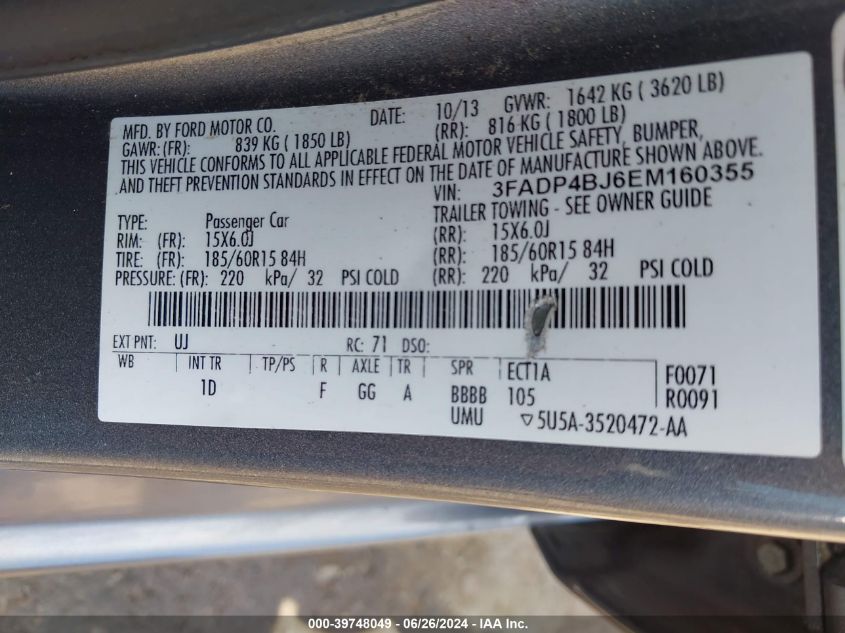 MFD. BY FORD MOTOR CO. DATE: 10/13 GVWR: 1642 KG ( 3620 LB)
GAWR: (FR): 839 KG ( 1850 LB) (RR): 816 KG ( 1800 LB)
THIS VEHICLE CONFORMS TO ALL APPLICABLE FEDERAL MOTOR VEHICLE SAFETY, BUMPER,
AND THEFT PREVENTION STANDARDS IN EFFECT ON THE DATE OF MANUFACTURE SHOWN ABOVE.
VIN: 3FADP4BJ6EM160355
TYPE: Passenger Car TRAILER TOWING - SEE OWNER GUIDE
RIM: (FR): 15X6.0J (RR): 15X6.0J
TIRE: (FR): 185/60R15 84H (RR): 185/60R15 84H
PRESSURE: (FR): 220 kPa/ 32 PSI COLD (RR): 220 kPa/ 32 PSI COLD
EXT PNT: UJ RC: 71 DSO:
WB INT TR TP/PS R AXLE TR SPR ECT1A F0071
1D F GG A BBBB 105 R0091
UMU ▽5U5A-3520472-AA
000-39748049 - 06/26/2024 - IAA, Inc.